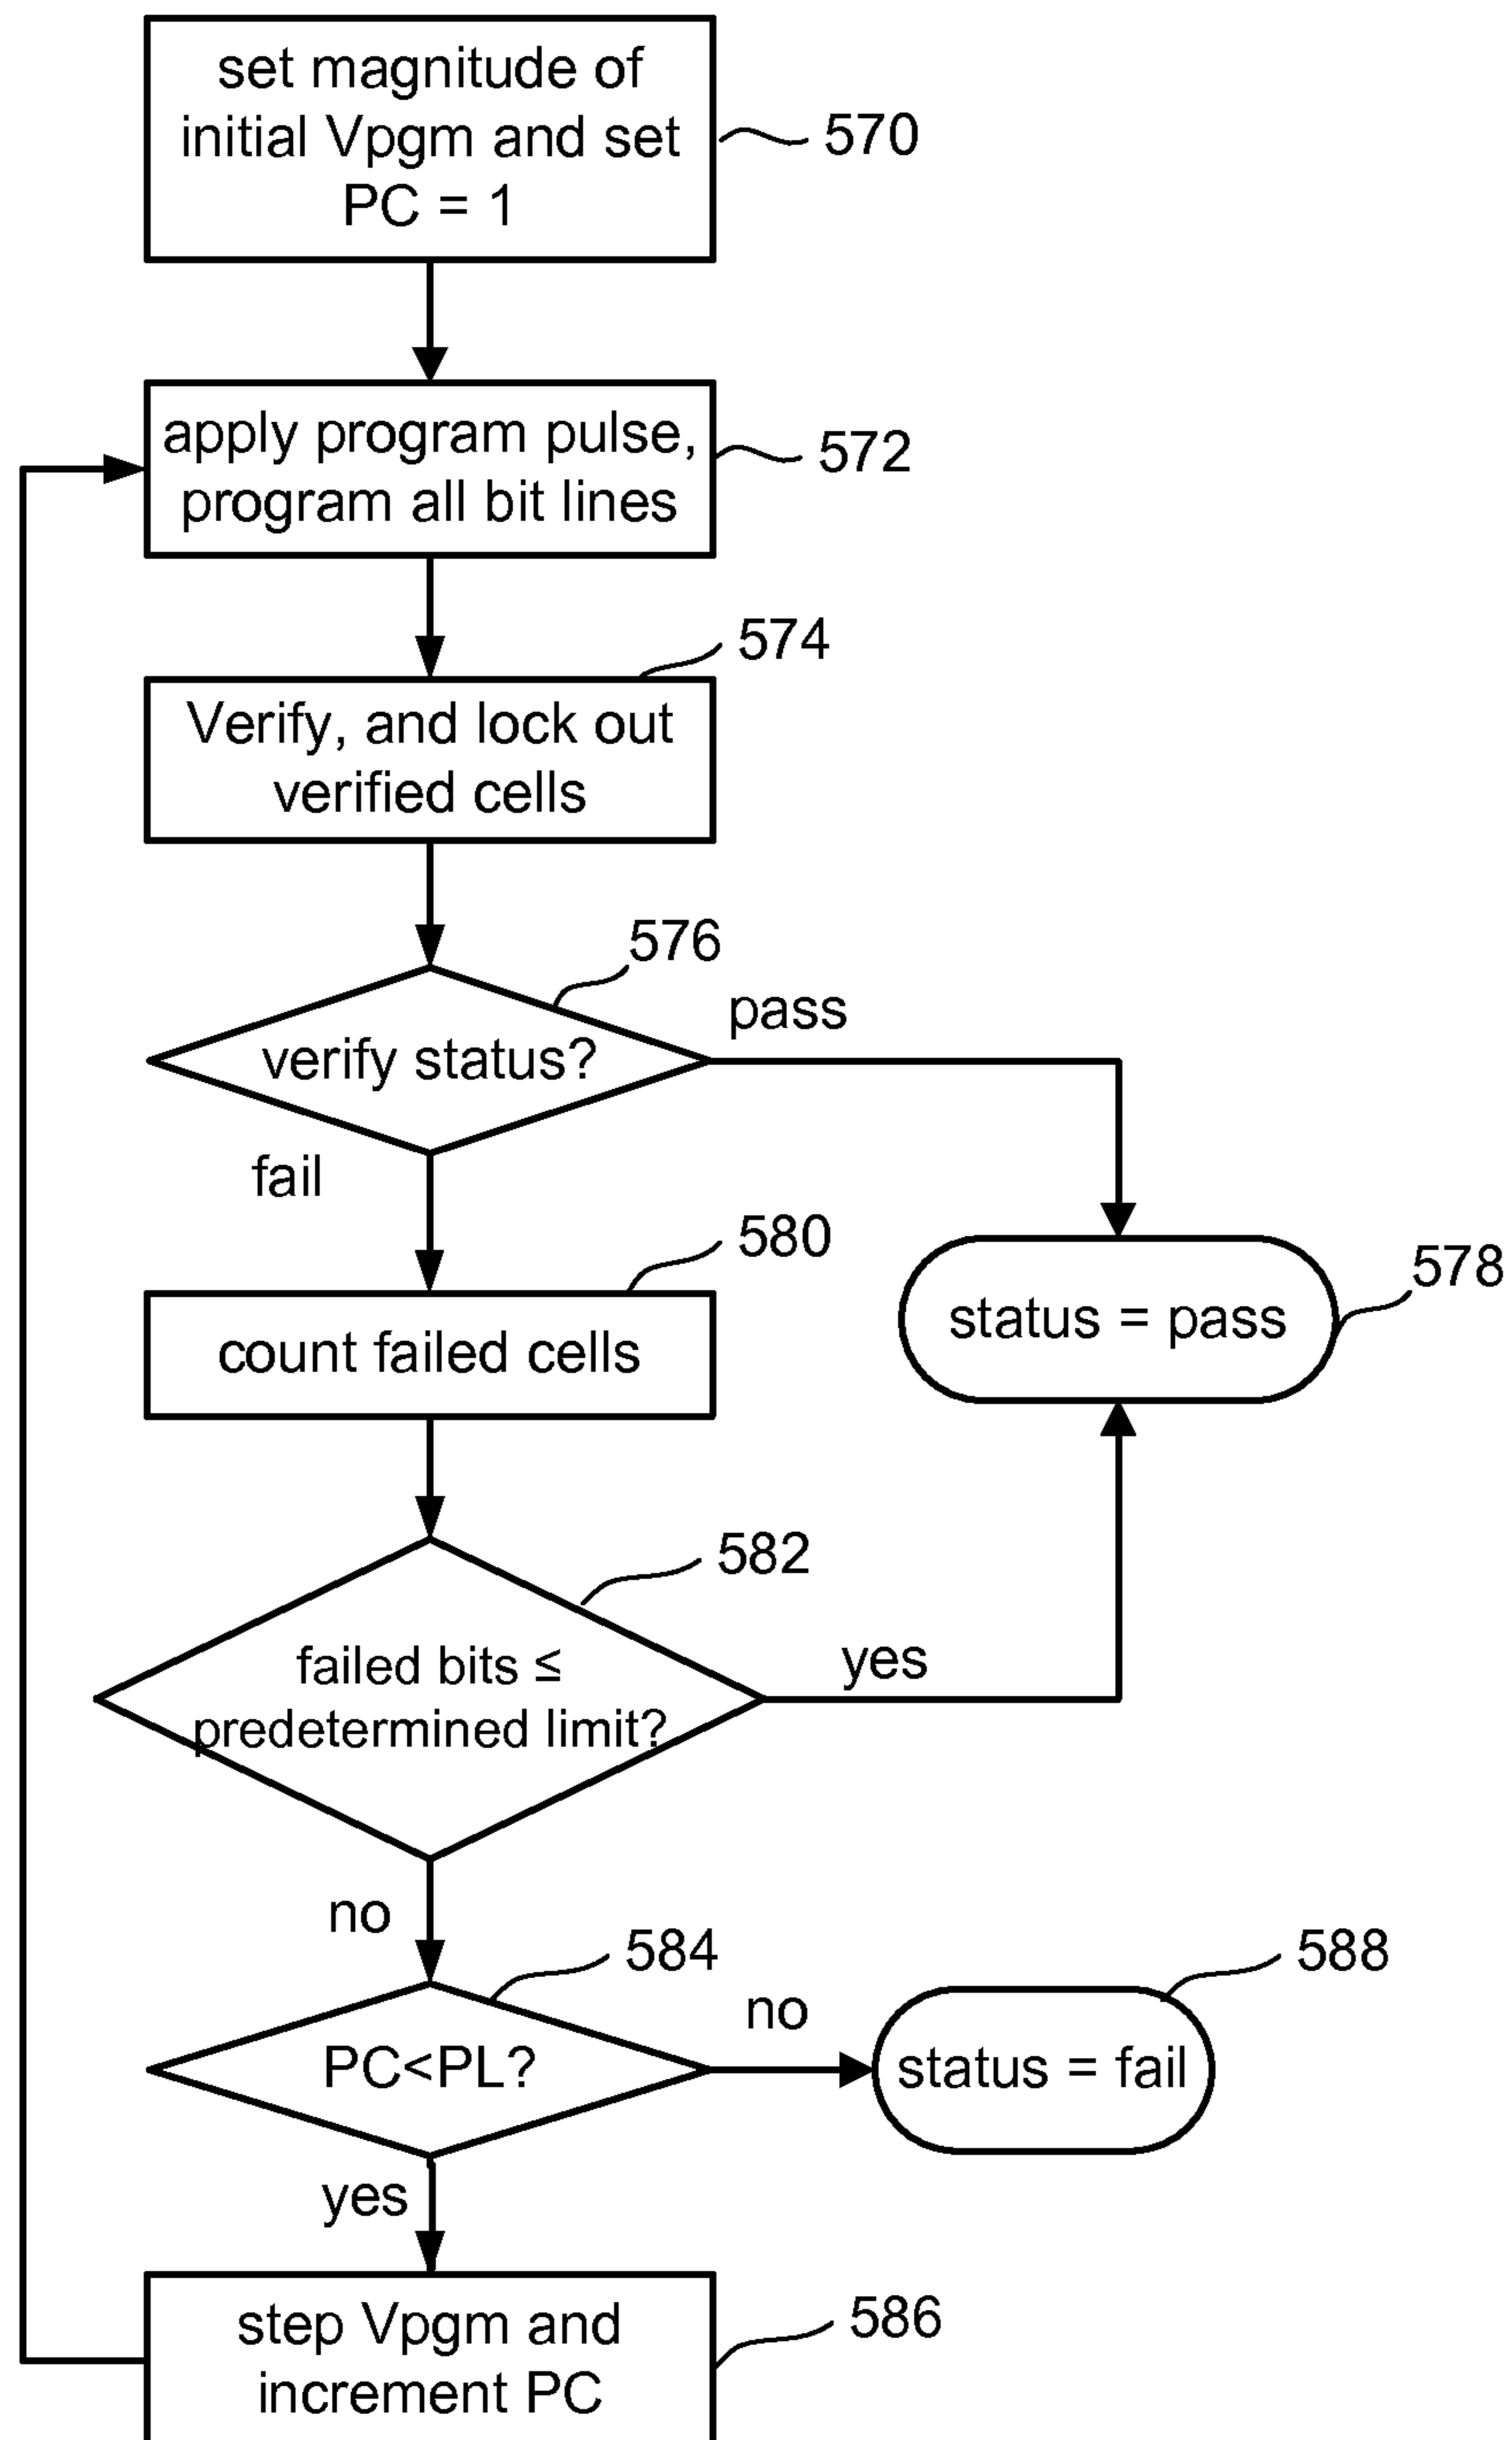 set magnitude of
initial Vpgm and set
PC = 1
570
apply program pulse,
program all bit lines
572
574
Verify, and lock out
verified cells
576
pass
verify status?
fail
580
578
status = pass
count failed cells
582
failed bits ≤
predetermined limit?
yes
no
584
588
no
PC<PL?
status = fail
yes
step Vpgm and
increment PC
586